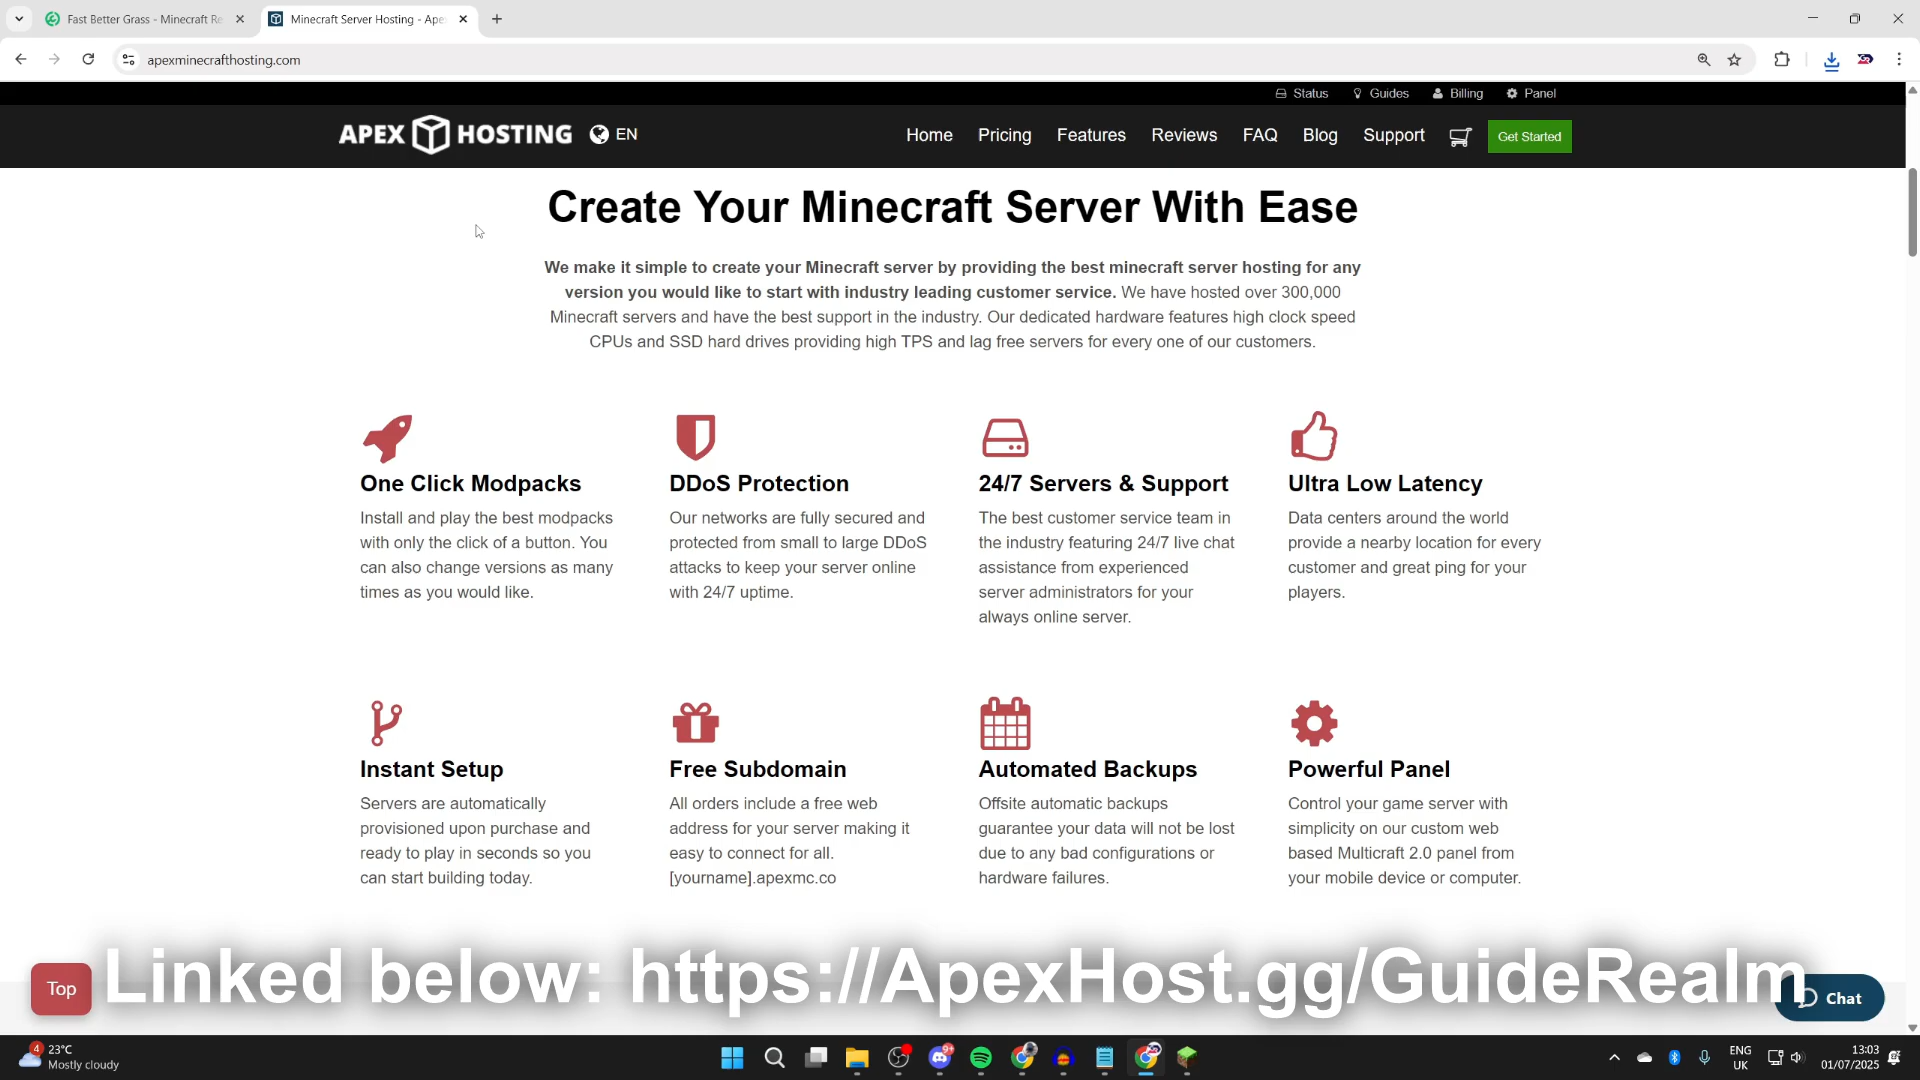 Fast Better Grass - Minecraft Re
Minecraft Server Hosting - Ape
apexminecrafthosting.com
Status
Guides
Billing
Panel
APEX HOSTING
EN
Home
Pricing
Features
Reviews
FAQ
Blog
Support
Get Started
Create Your Minecraft Server With Ease
We make it simple to create your Minecraft server by providing the best minecraft server hosting for any
version you would like to start with industry leading customer service. We have hosted over 300,000
Minecraft servers and have the best support in the industry. Our dedicated hardware features high clock speed
CPUs and SSD hard drives providing high TPS and lag free servers for every one of our customers.
One Click Modpacks
Install and play the best modpacks
with only the click of a button. You
can also change versions as many
times as you would like.
DDoS Protection
Our networks are fully secured and
protected from small to large DDoS
attacks to keep your server online
with 24/7 uptime.
24/7 Servers & Support
The best customer service team in
the industry featuring 24/7 live chat
assistance from experienced
server administrators for your
always online server.
Ultra Low Latency
Data centers around the world
provide a nearby location for every
customer and great ping for your
players.
Instant Setup
Servers are automatically
provisioned upon purchase and
ready to play in seconds so you
can start building today.
Free Subdomain
All orders include a free web
address for your server making it
easy to connect for all.
[yourname].apexmc.co
Automated Backups
Offsite automatic backups
guarantee your data will not be lost
due to any bad configurations or
hardware failures.
Powerful Panel
Control your game server with
simplicity on our custom web
based Multicraft 2.0 panel from
your mobile device or computer.
Top
Linked below: https://ApexHost.gg/GuideRealm
Chat
4
23°C
Mostly cloudy
9+
ENG
UK
13:03
01/07/2025